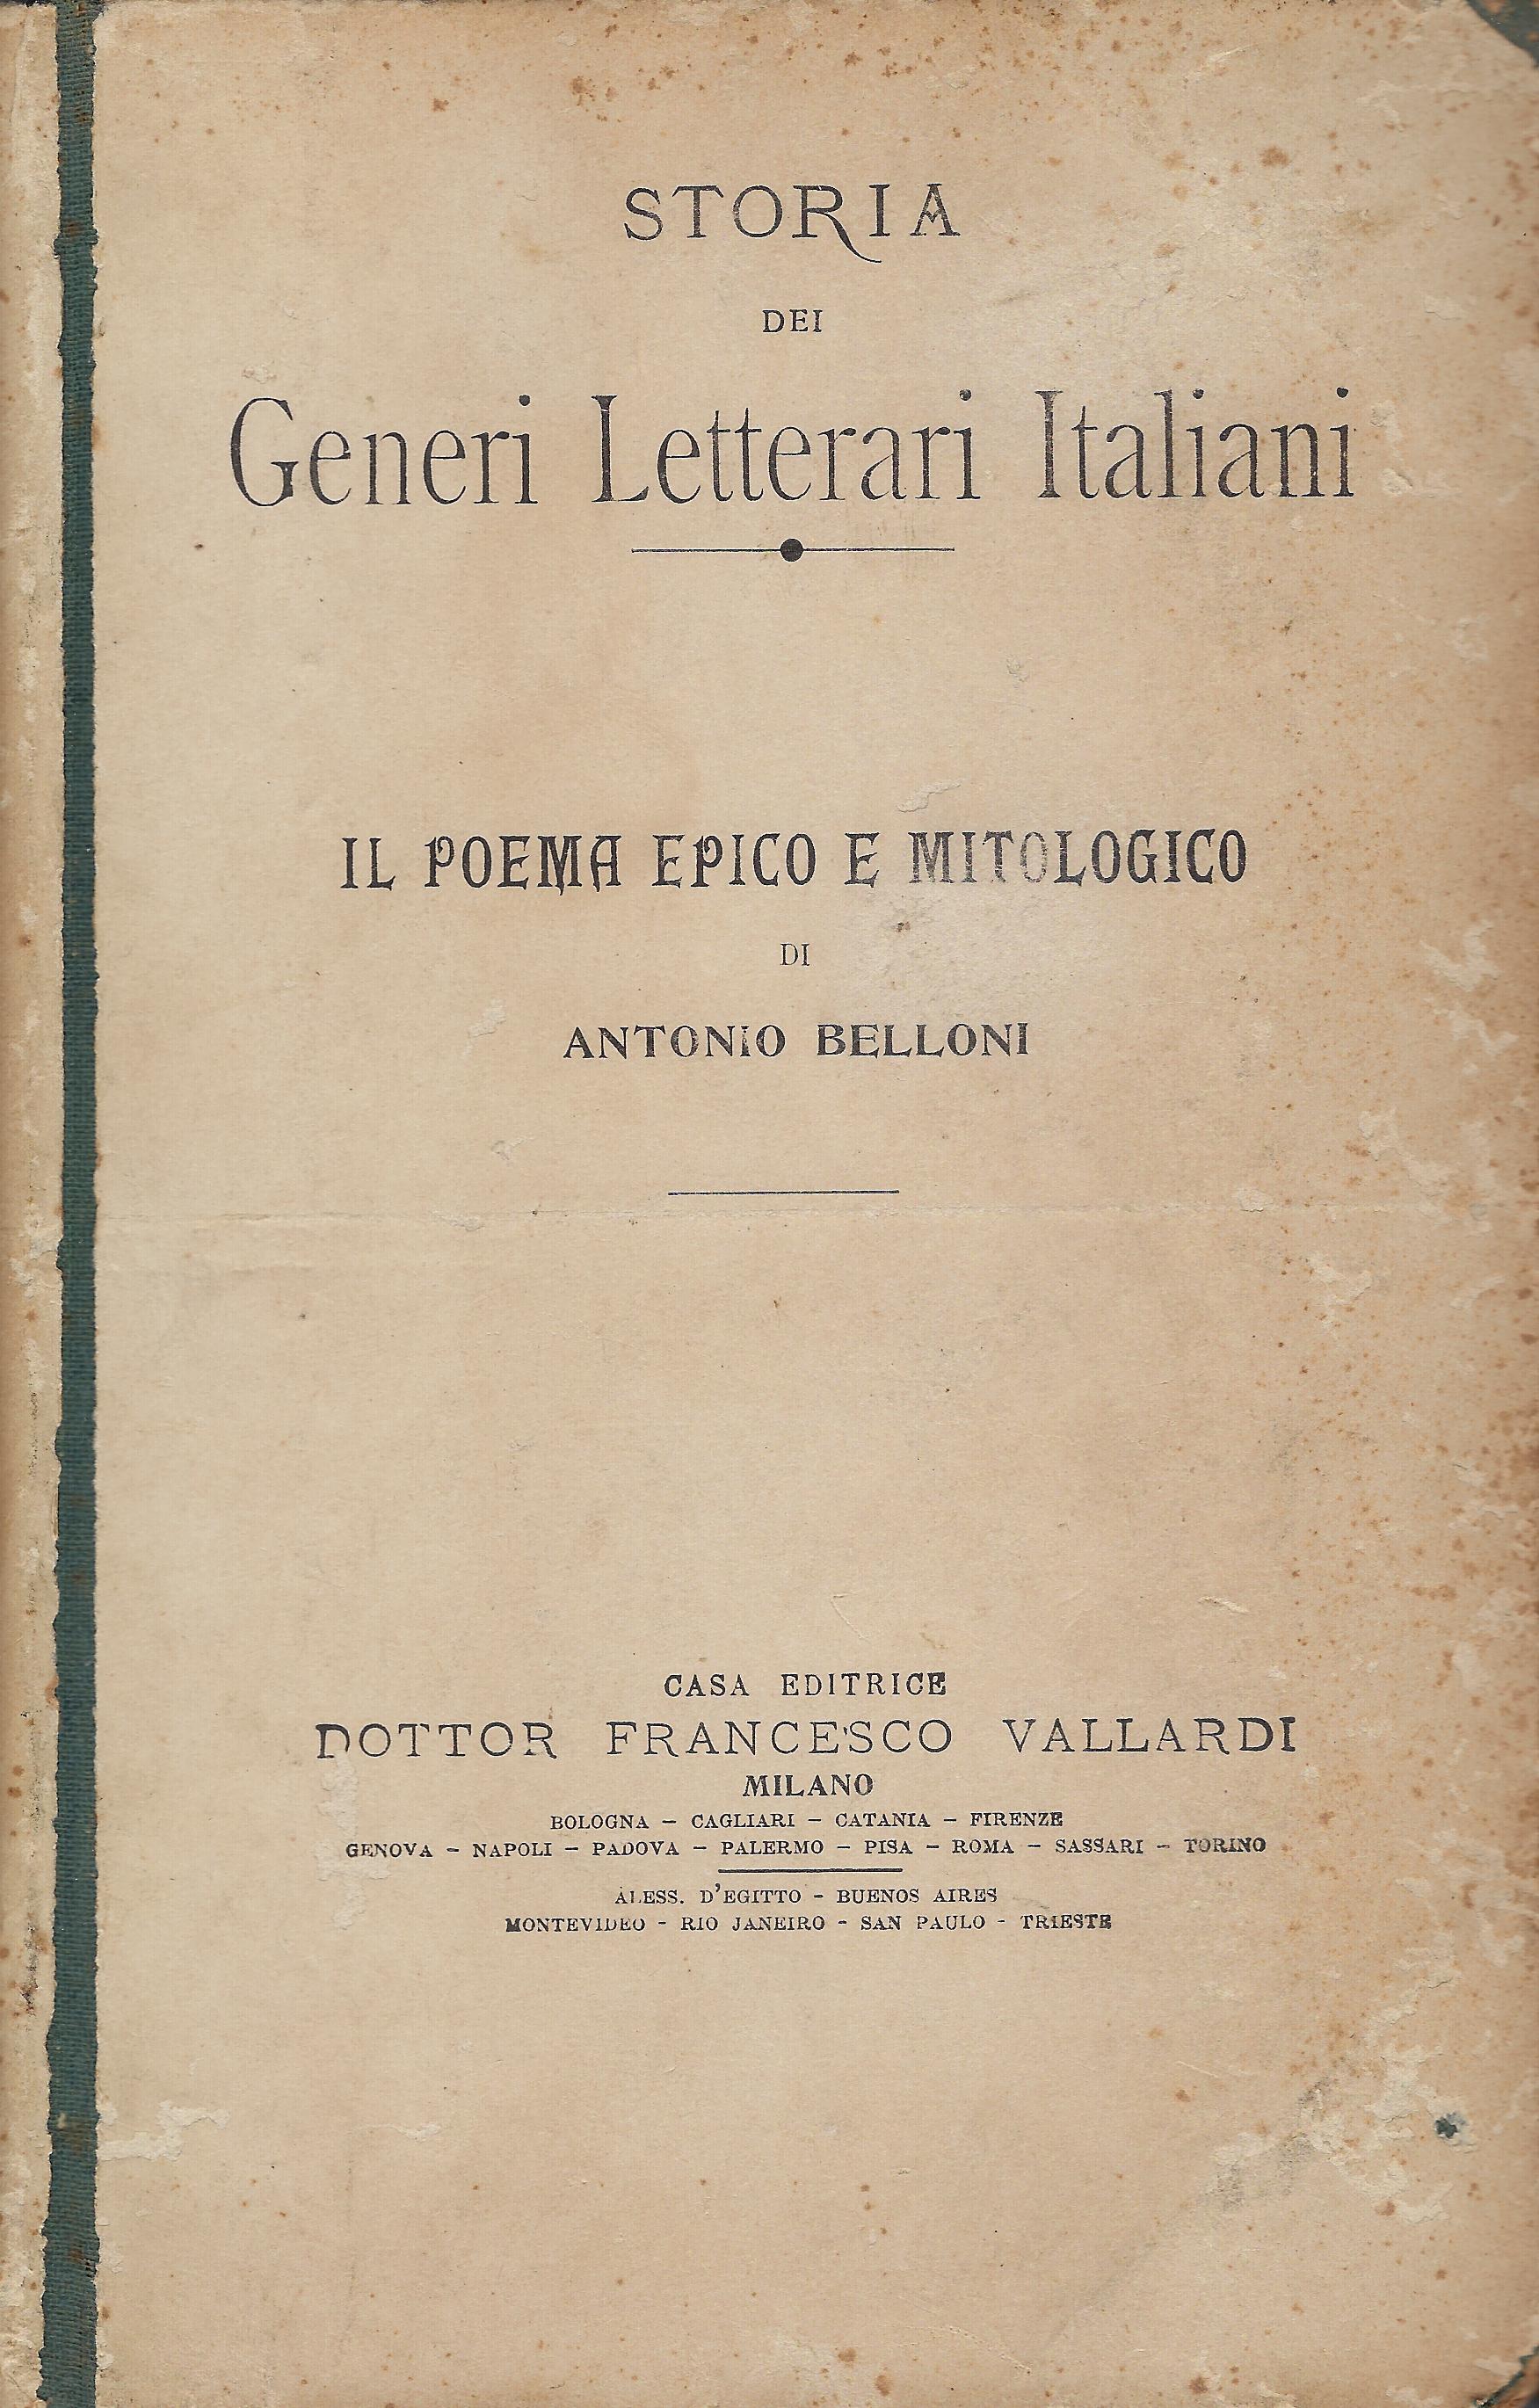 STORIA
DEI
Generi Letterari Italiani
IL POEMA EPICO E MITOLOGICO
DI
ANTONIO BELLONI
CASA EDITRICE
DOTTOR FRANCESCO VALLARDI
MILANO
BOLOGNA – CAGLIARI – CATANIA – FIRENZE
GENOVA – NAPOLI – PADOVA – PALERMO – PISA – ROMA – SASSARI – TORINO
ALESS. D'EGITTO - BUENOS AIRES
MONTEVIDEO - RIO JANEIRO - SAN PAULO - TRIESTE